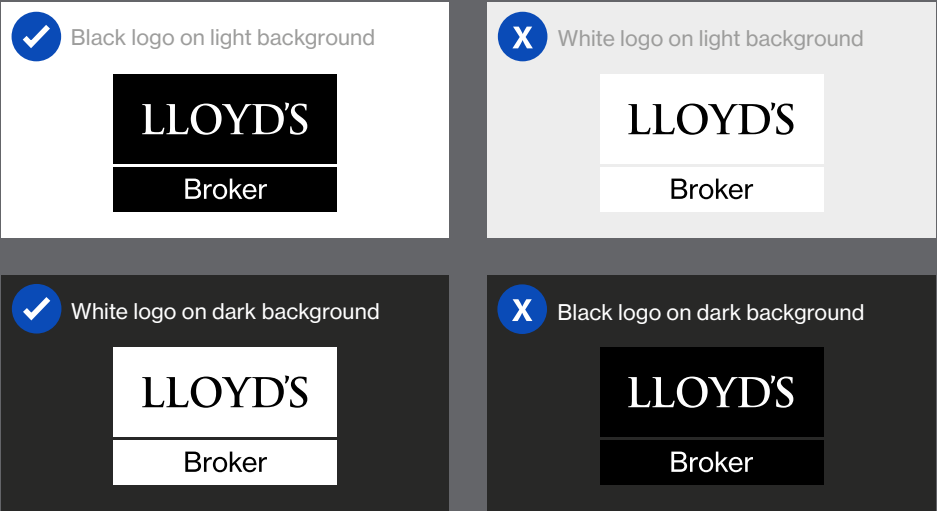 Black logo on light background
LLOYD'S
Broker
X White logo on light background
LLOYD'S
Broker
White logo on dark background
LLOYD'S
Broker
X Black logo on dark background
LLOYD'S
Broker